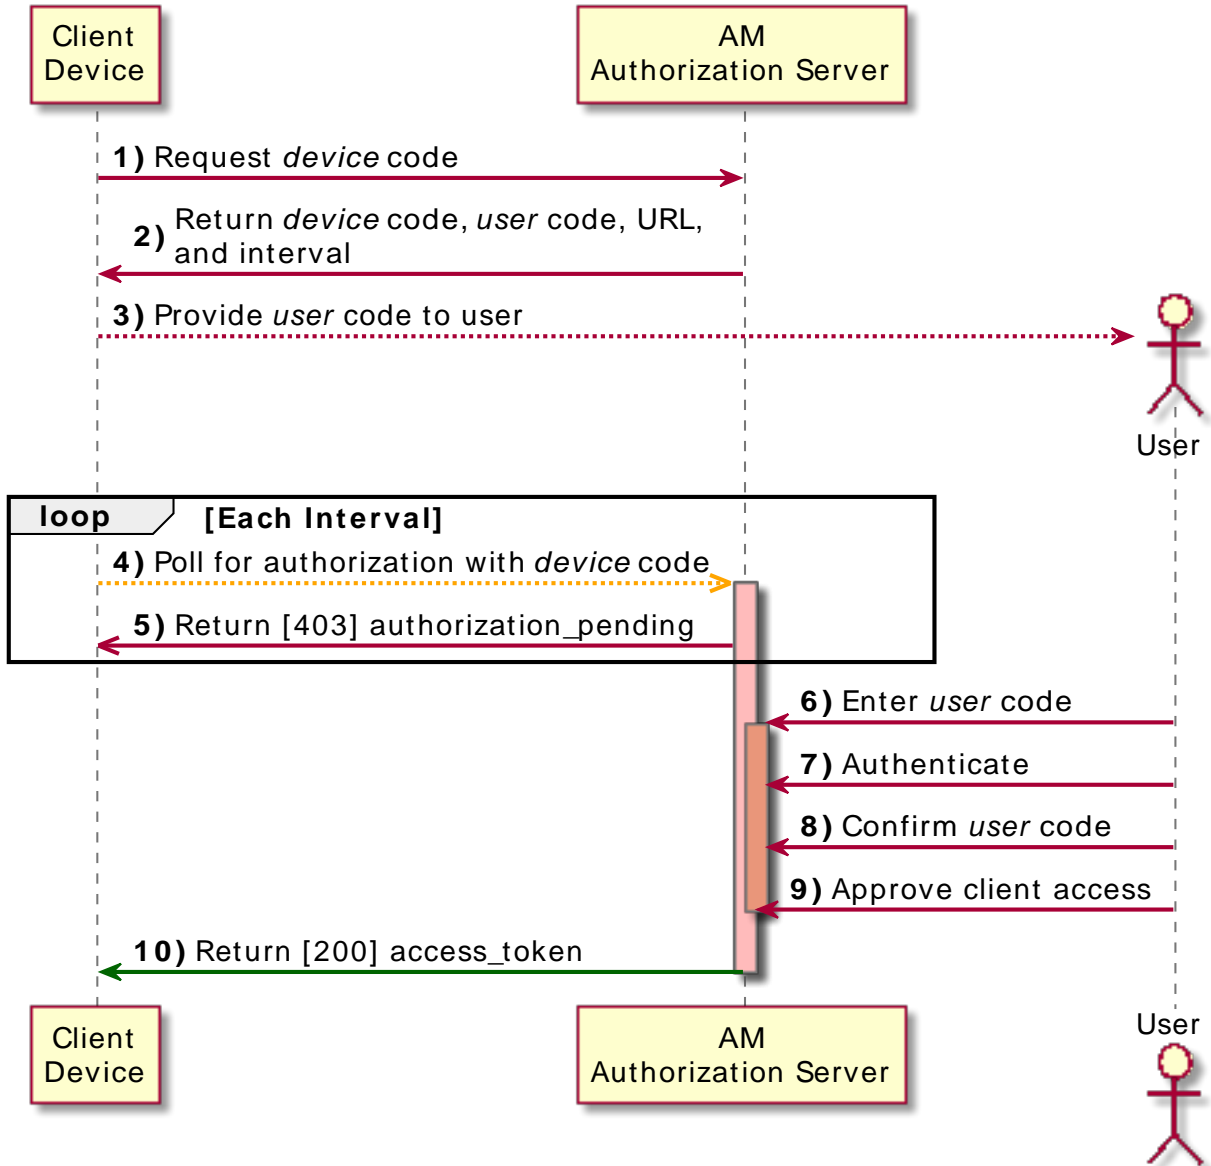 Client
Device
AM
Authorization Server
1) Request device code
2) Return device code, user code, URL,
and interval
3) Provide user code to user
User
loop [Each Interval]
4) Poll for authorization with device code
5) Return [403] authorization_pending
6) Enter user code
7) Authenticate
8) Confirm user code
9) Approve client access
10) Return [200] access_token
Client
Device
AM
Authorization Server
User